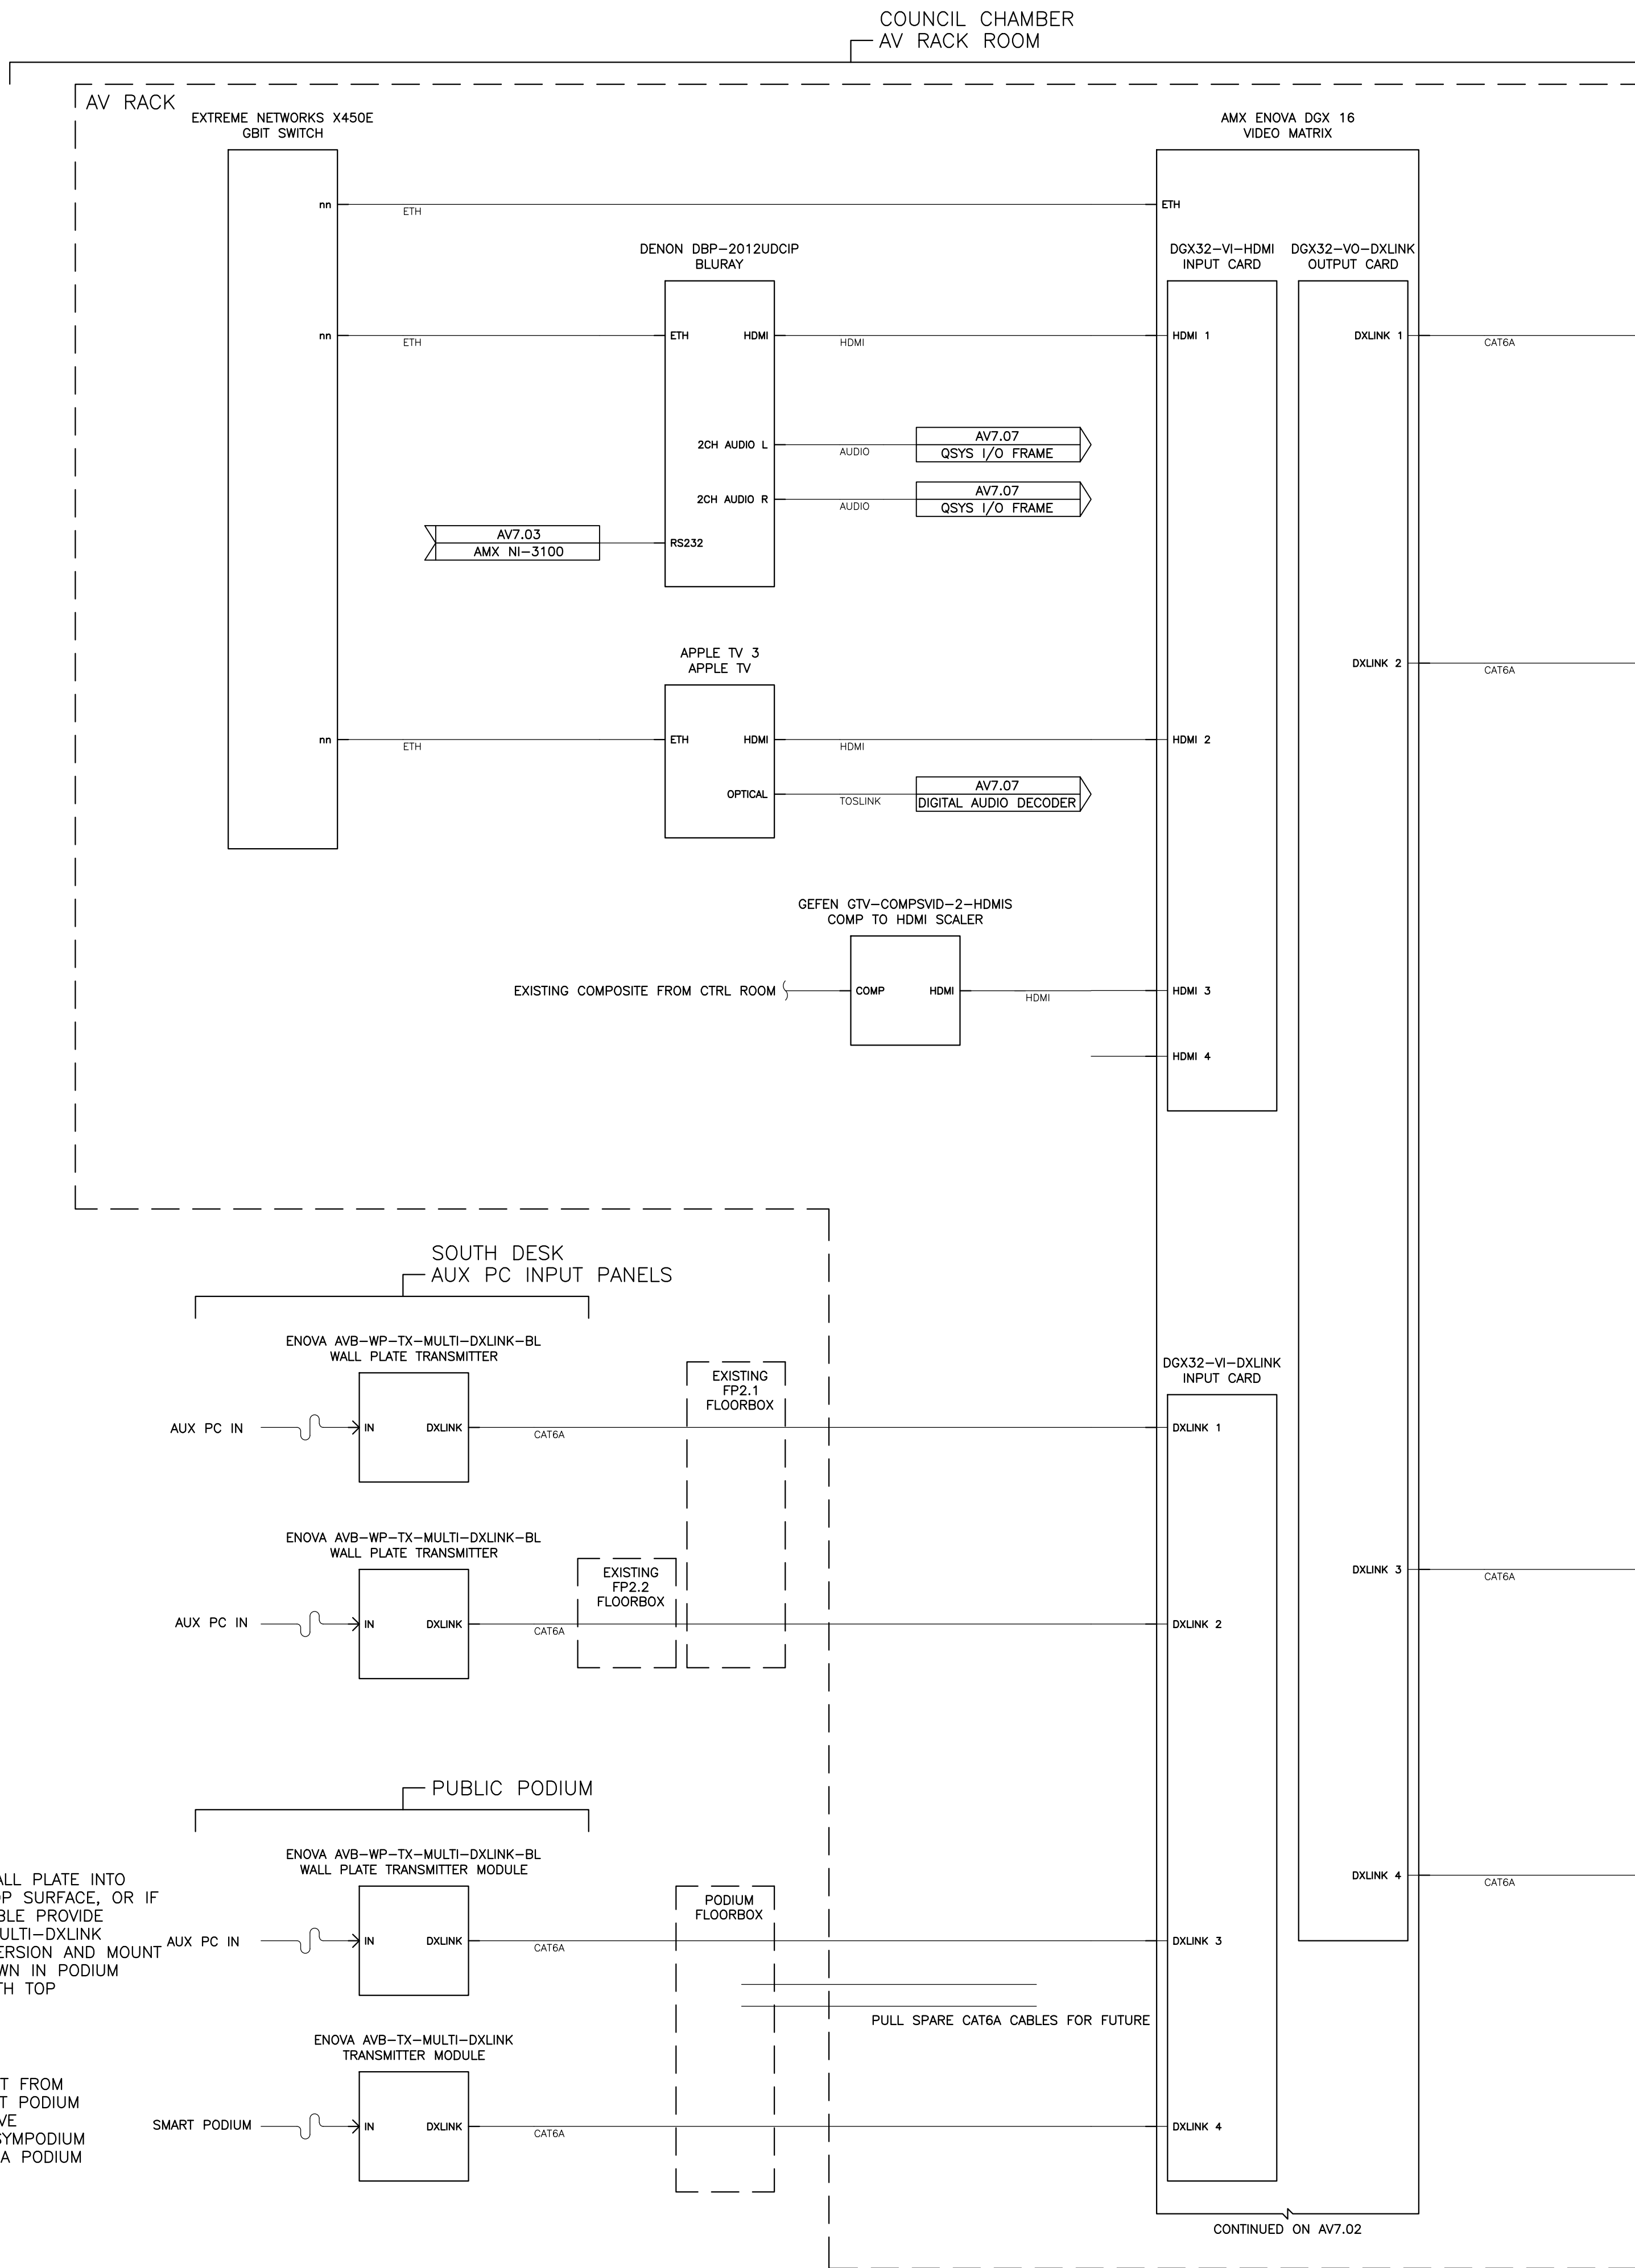 COUNCIL CHAMBER
AV RACK ROOM
AV RACK
EXTREME NETWORKS X450E
GBIT SWITCH
AMX ENOVA DGX 16
VIDEO MATRIX
nn
ETH
ETH
DENON DBP-2012UDCIP
BLURAY
DGX32-VI-HDMI
INPUT CARD
DGX32-VO-DXLINK
OUTPUT CARD
nn
ETH
ETH
HDMI
HDMI
HDMI 1
DXLINK 1
CAT6A
2CH AUDIO L
AUDIO
AV7.07
QSYS I/O FRAME
2CH AUDIO R
AUDIO
AV7.07
QSYS I/O FRAME
AV7.03
AMX NI-3100
RS232
APPLE TV 3
APPLE TV
DXLINK 2
CAT6A
nn
ETH
ETH
HDMI
HDMI
HDMI 2
OPTICAL
TOSLINK
AV7.07
DIGITAL AUDIO DECODER
GEFEN GTV-COMPSVID-2-HDMIS
COMP TO HDMI SCALER
EXISTING COMPOSITE FROM CTRL ROOM
COMP
HDMI
HDMI
HDMI 3
HDMI 4
SOUTH DESK
AUX PC INPUT PANELS
ENOVA AVB-WP-TX-MULTI-DXLINK-BL
WALL PLATE TRANSMITTER
EXISTING
FP2.1
FLOORBOX
DGX32-VI-DXLINK
INPUT CARD
AUX PC IN
IN
DXLINK
CAT6A
DXLINK 1
ENOVA AVB-WP-TX-MULTI-DXLINK-BL
WALL PLATE TRANSMITTER
EXISTING
FP2.2
FLOORBOX
DXLINK 3
CAT6A
AUX PC IN
IN
DXLINK
CAT6A
DXLINK 2
PUBLIC PODIUM
ENOVA AVB-WP-TX-MULTI-DXLINK-BL
WALL PLATE TRANSMITTER MODULE
PODIUM
FLOORBOX
DXLINK 4
CAT6A
PLATE INTO
SURFACE, OR IF
PROVIDE
AND MOUNT
IN PODIUM
TOP
AUX PC IN
IN
DXLINK
CAT6A
DXLINK 3
PULL SPARE CAT6A CABLES FOR FUTURE
ENOVA AVB-TX-MULTI-DXLINK
TRANSMITTER MODULE
FROM
PODIUM
SYMPODIUM
A PODIUM
SMART PODIUM
IN
DXLINK
CAT6A
DXLINK 4
CONTINUED ON AV7.02